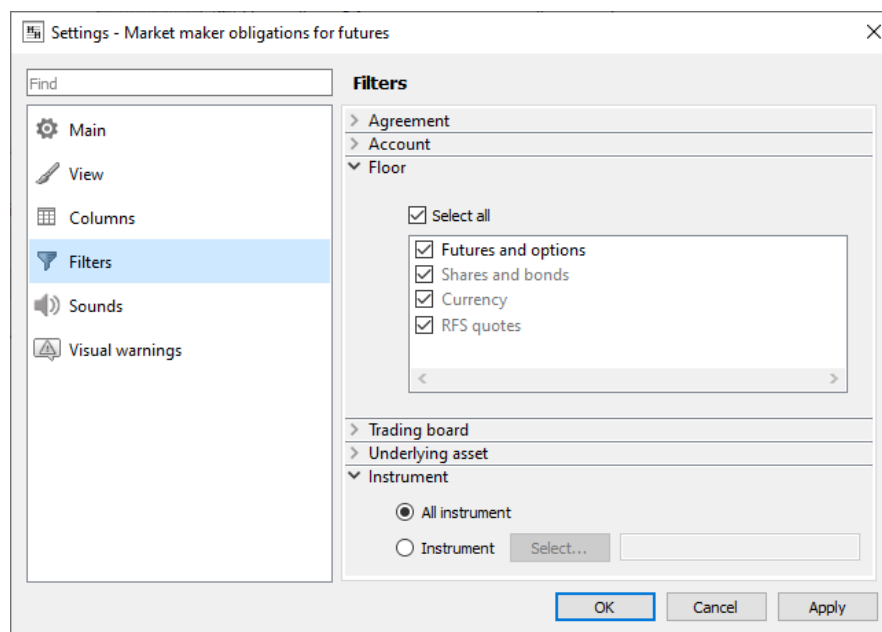 Settings - Market maker obligations for futures
Find
Main
View
Columns
Filters
Sounds
Visual warnings
Filters
Agreement
Account
Floor
Select all
Futures and options
Shares and bonds
Currency
RFS quotes
Trading board
Underlying asset
Instrument
All instrument
Instrument Select...
OK Cancel Apply